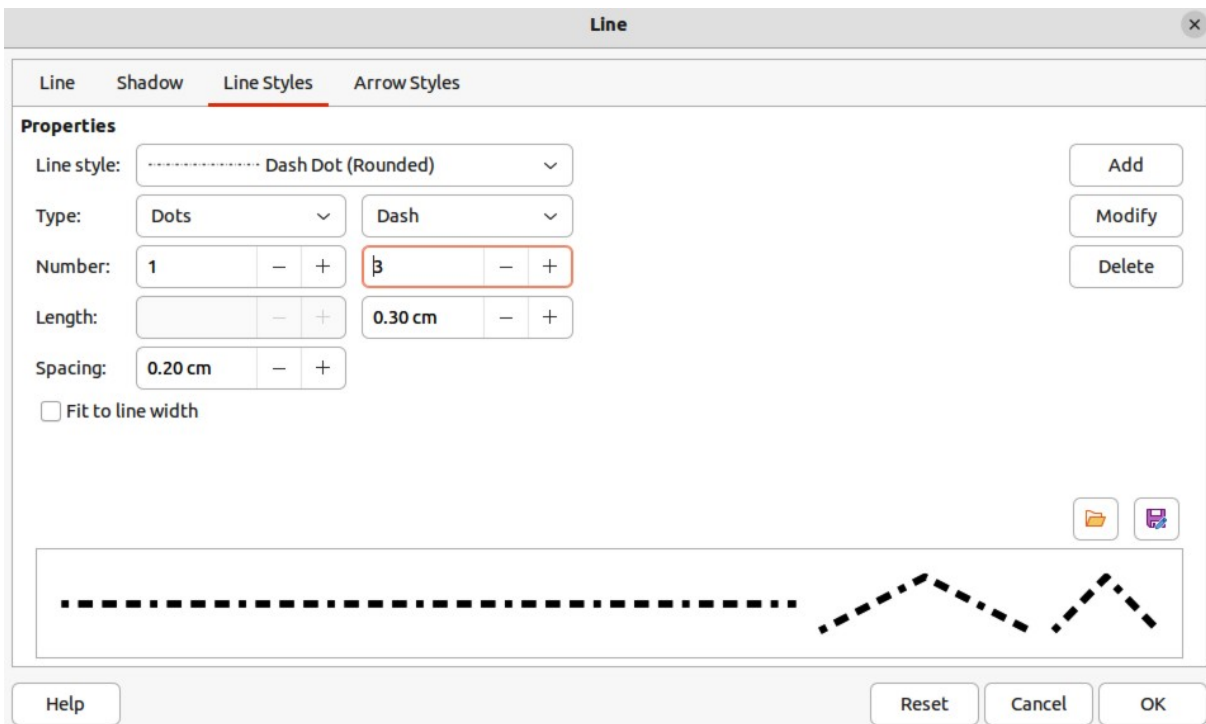 Line
Line Shadow Line Styles Arrow Styles
Properties
Line style: Dash Dot (Rounded) Add
Type: Dots Dash Modify
Number: 1 − + 3 − + Delete
Length: − + 0.30 cm − +
Spacing: 0.20 cm − +
Fit to line width
Help Reset Cancel OK